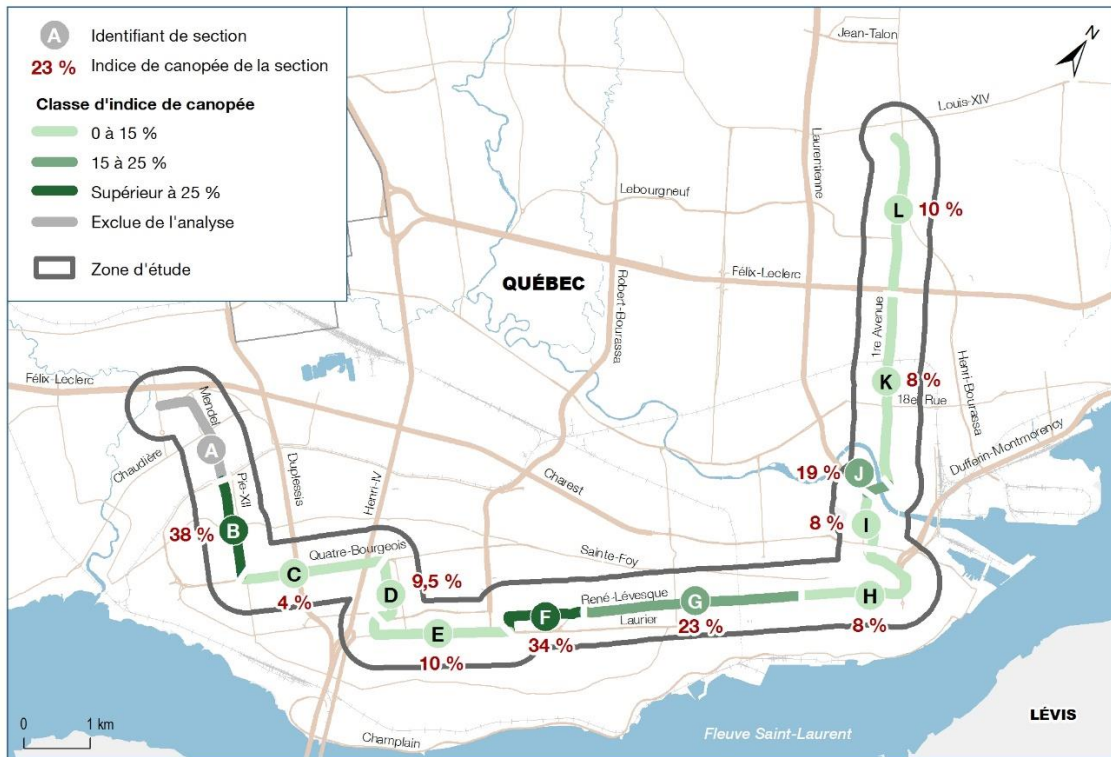 A Identifiant de section
23 % Indice de canopée de la section
Classe d'indice de canopée
0 à 15 %
15 à 25 %
Supérieur à 25 %
Exclue de l'analyse
Zone d'étude
N
Jean-Talon
Louis-XIV
Laurentienne
Lebourgneuf
L 10 %
QUÉBEC
Félix-Leclerc
Robert-Bourassa
1re Avenue
Henri-Bourassa
Félix-Leclerc
Mendel
K 8 %
18e Rue
Dufferin-Montmorency
A
Chaudière
Pie-XII
Duplessis
Henri-IV
Charest
19 % J
38 % B
8 % I
Quatre-Bourgeois
Sainte-Foy
C
4 %
D 9,5 %
René-Lévesque
E
10 %
F
34 %
Laurier
G
23 %
H
8 %
0 1 km
Champlain
Fleuve Saint-Laurent
LÉVIS